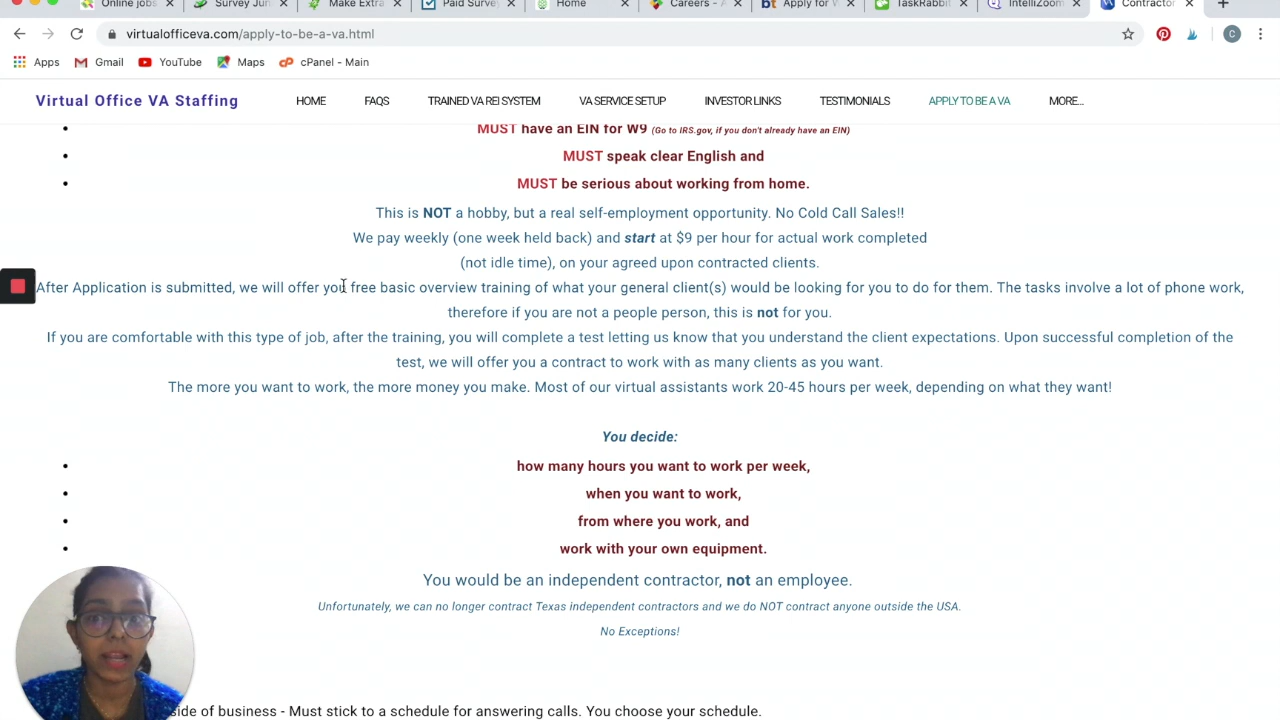 Online jobs
Survey Jun
Make Extra
Paid Surve
Home
Careers - A
Apply for W
TaskRabbit
IntelliZoom
Contractor
virtualofficeva.com/apply-to-be-a-va.html
C
Apps
Gmail
YouTube
Maps
cPanel - Main
Virtual Office VA Staffing
HOME
FAQS
TRAINED VA REI SYSTEM
VA SERVICE SETUP
INVESTOR LINKS
TESTIMONIALS
APPLY TO BE A VA
MORE...
MUST have an EIN for W9 (Go to IRS.gov, if you don't already have an EIN)
MUST speak clear English and
MUST be serious about working from home.
This is NOT a hobby, but a real self-employment opportunity. No Cold Call Sales!!
We pay weekly (one week held back) and start at $9 per hour for actual work completed
(not idle time), on your agreed upon contracted clients.
After Application is submitted, we will offer you free basic overview training of what your general client(s) would be looking for you to do for them. The tasks involve a lot of phone work,
therefore if you are not a people person, this is not for you.
If you are comfortable with this type of job, after the training, you will complete a test letting us know that you understand the client expectations. Upon successful completion of the
test, we will offer you a contract to work with as many clients as you want.
The more you want to work, the more money you make. Most of our virtual assistants work 20-45 hours per week, depending on what they want!
You decide:
how many hours you want to work per week,
when you want to work,
from where you work, and
work with your own equipment.
You would be an independent contractor, not an employee.
Unfortunately, we can no longer contract Texas independent contractors and we do NOT contract anyone outside the USA.
No Exceptions!
side of business - Must stick to a schedule for answering calls. You choose your schedule.